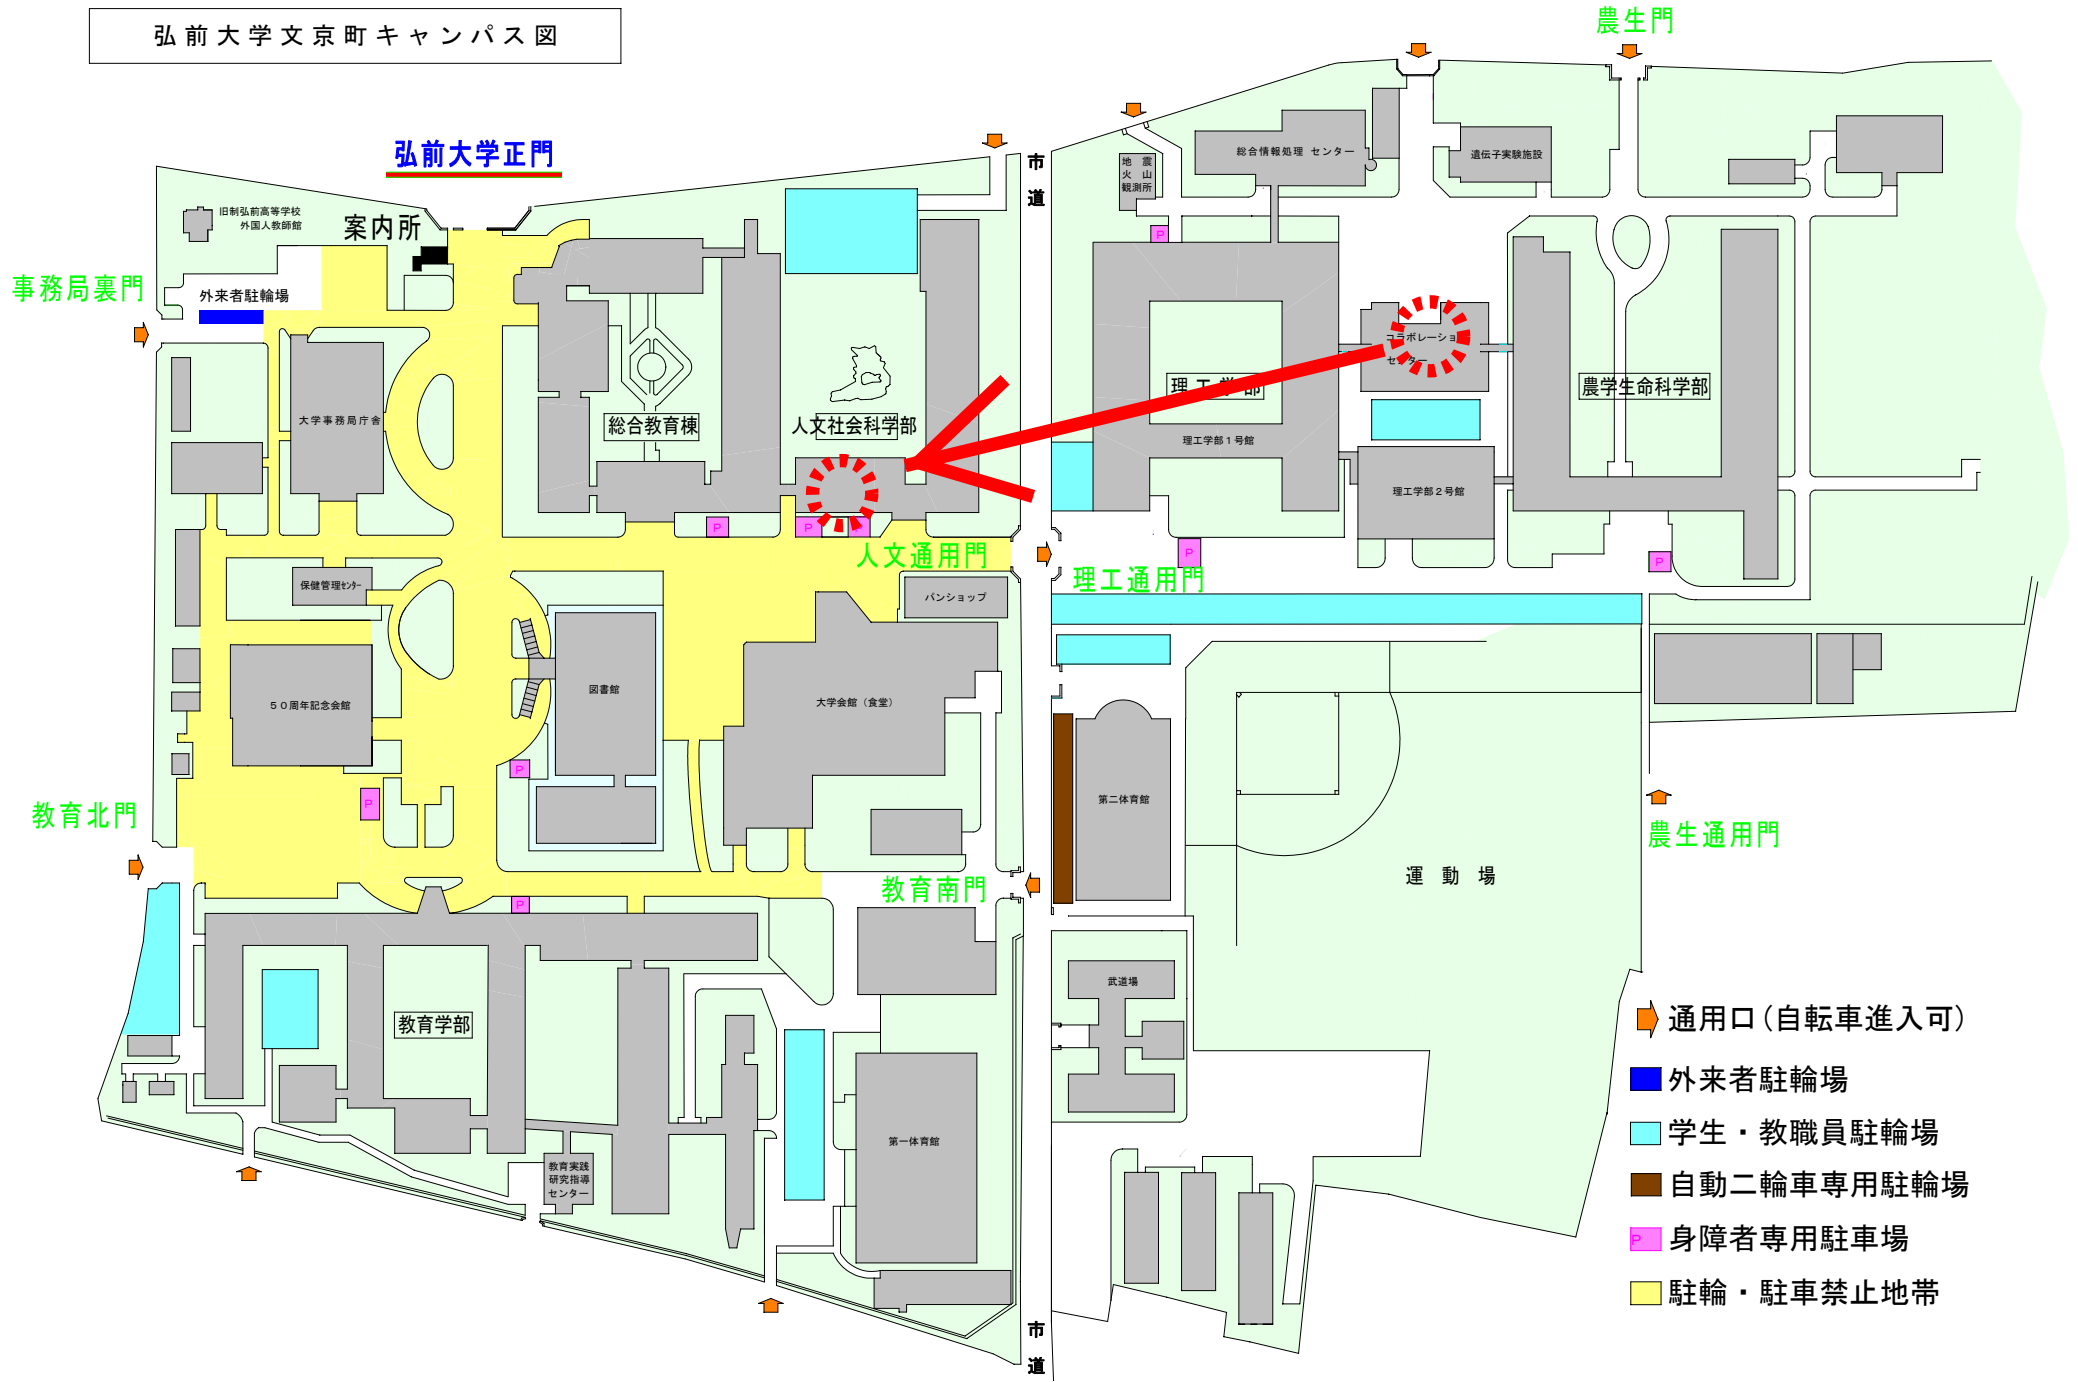 弘前大学文京町キャンパス図
農生門
弘前大学正門
市
道
地震
火山
観測所
総合情報処理 センター
遺伝子実験施設
旧制弘前高等学校
外国人教師館
案内所
P
事務局裏門
外来者駐輪場
コラボレーション
センター
大学事務局庁舎
総合教育棟
人文社会科学部
理工学部
農学生命科学部
理工学部1号館
理工学部2号館
P
P
P
人文通用門
P
P
理工通用門
保健管理センター
パンショップ
50周年記念会館
図書館
大学会館（食堂）
P
P
第二体育館
教育北門
農生通用門
教育南門
運動場
P
武道場
教育学部
通用口（自転車進入可）
外来者駐輪場
学生・教職員駐輪場
第一体育館
教育実践
研究指導
センター
自動二輪車専用駐輪場
P
身障者専用駐車場
駐輪・駐車禁止地帯
市
道